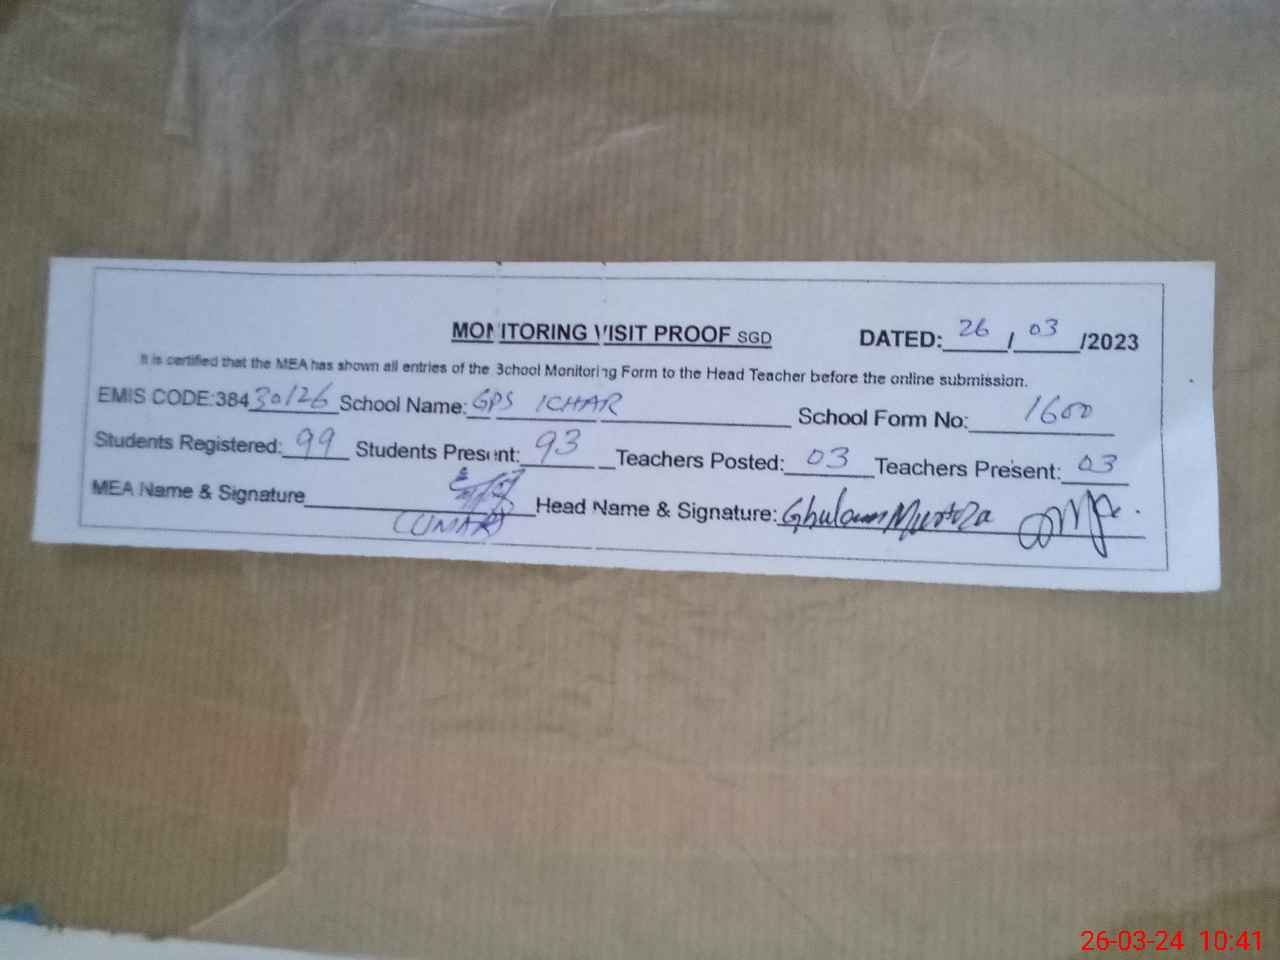 MONITORING VISIT PROOF SGD DATED: 26 / 03 /2023
It is certified that the MEA has shown all entries of the School Monitoring Form to the Head Teacher before the online submission.
EMIS CODE:384 30126 School Name: GPS ICHAR School Form No: 1600
Students Registered: 99 Students Present: 93 Teachers Posted: 03 Teachers Present: 03
MEA Name & Signature Head Name & Signature: Ghulam Murtza
(UMAR)
26-03-24 10:41